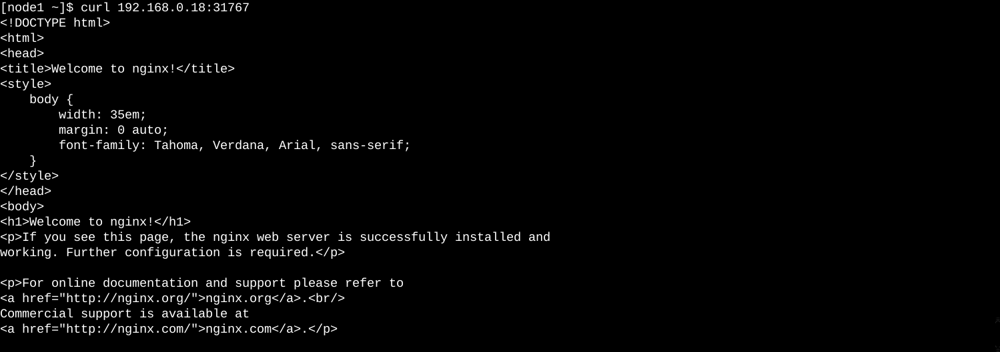 [node1 ~]$ curl 192.168.0.18:31767
<!DOCTYPE html>
<html>
<head>
<title>Welcome to nginx!</title>
<style>
    body {
        width: 35em;
        margin: 0 auto;
        font-family: Tahoma, Verdana, Arial, sans-serif;
    }
</style>
</head>
<body>
<h1>Welcome to nginx!</h1>
<p>If you see this page, the nginx web server is successfully installed and
working. Further configuration is required.</p>

<p>For online documentation and support please refer to
<a href="http://nginx.org/">nginx.org</a>.<br/>
Commercial support is available at
<a href="http://nginx.com/">nginx.com</a>.</p>